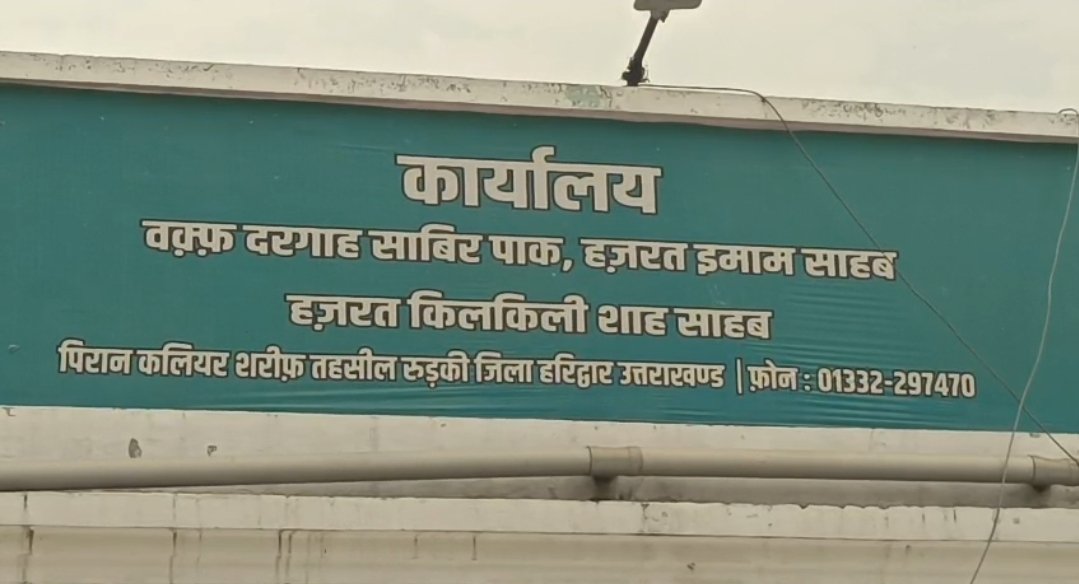 कार्यालय
वक़्फ़ दरगाह साबिर पाक, हज़रत इमाम साहब
हज़रत किलकिली शाह साहब
पिरान कलियर शरीफ़ तहसील रुड़की जिला हरिद्वार उत्तराखण्ड | फ़ोन : 01332-297470